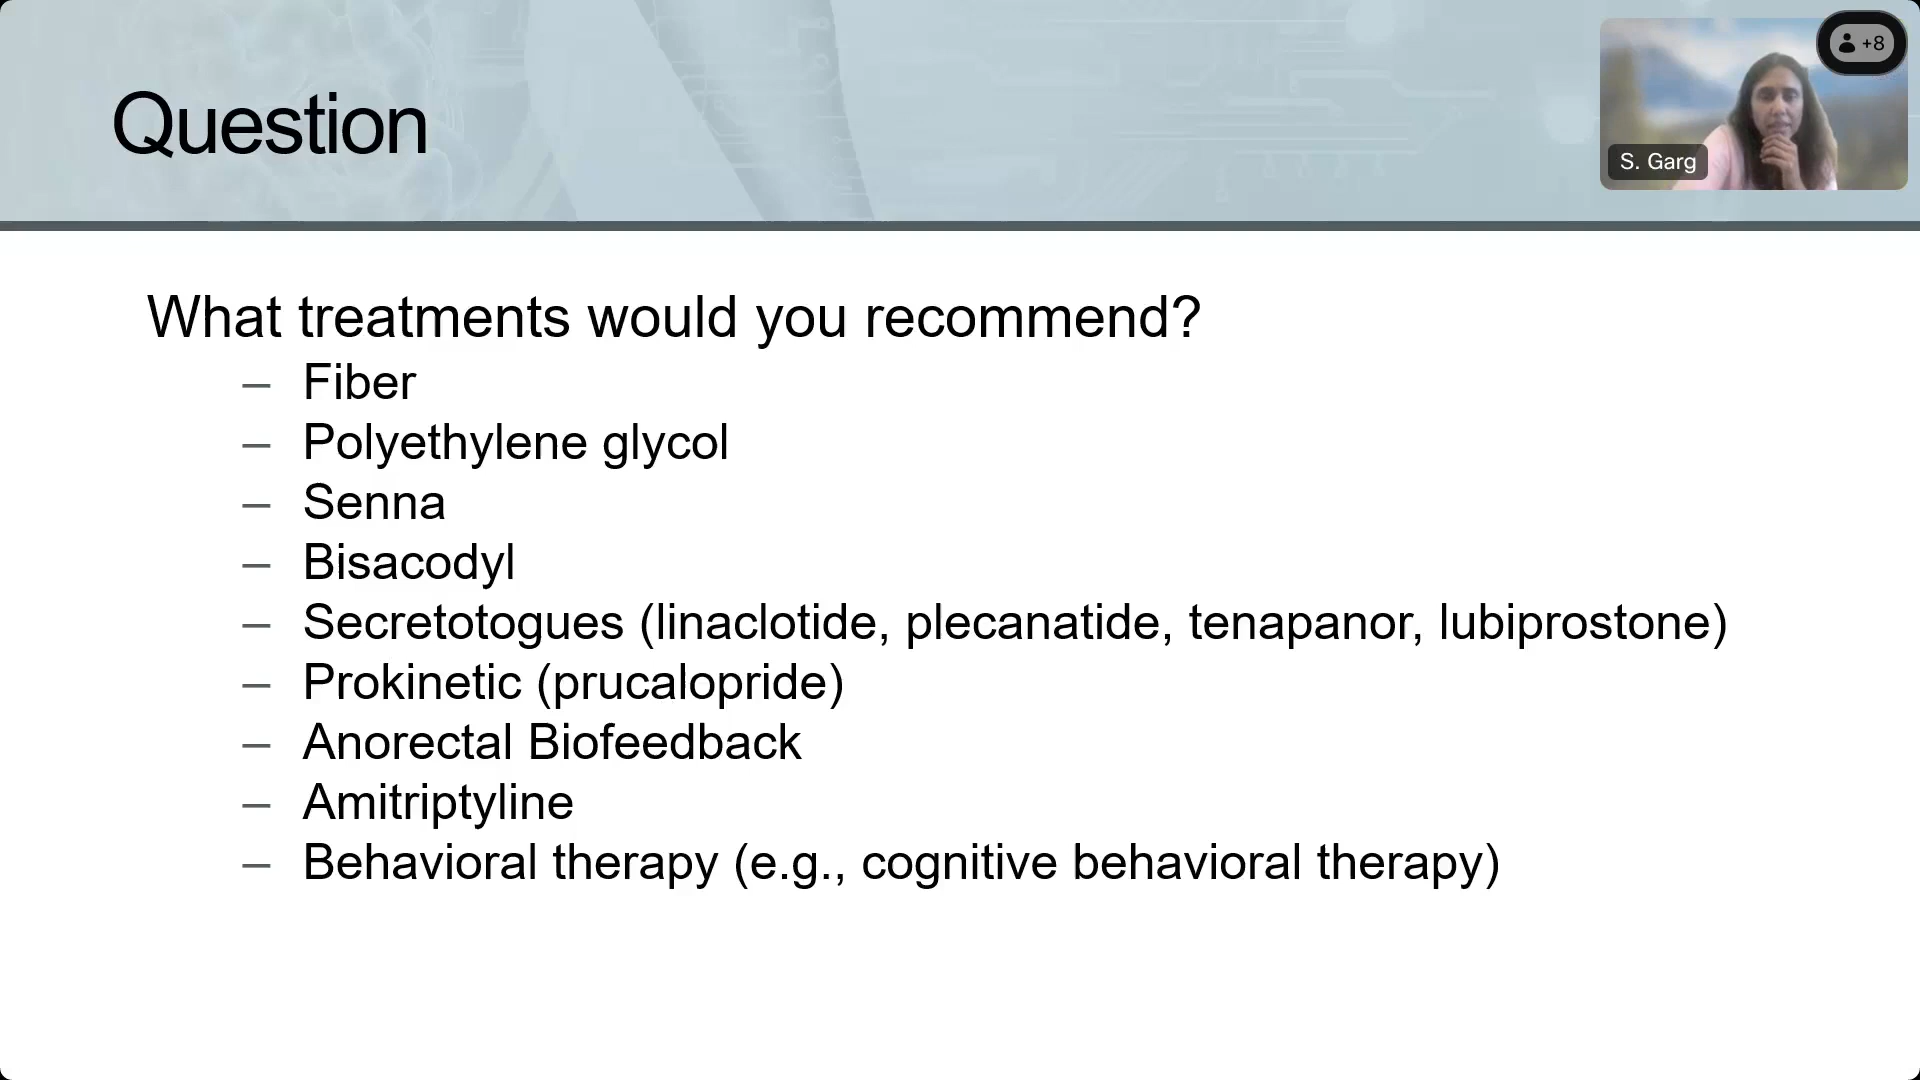 Question
+8
S. Garg
What treatments would you recommend?
– Fiber
– Polyethylene glycol
– Senna
– Bisacodyl
– Secretotogues (linaclotide, plecanatide, tenapanor, lubiprostone)
– Prokinetic (prucalopride)
– Anorectal Biofeedback
– Amitriptyline
– Behavioral therapy (e.g., cognitive behavioral therapy)